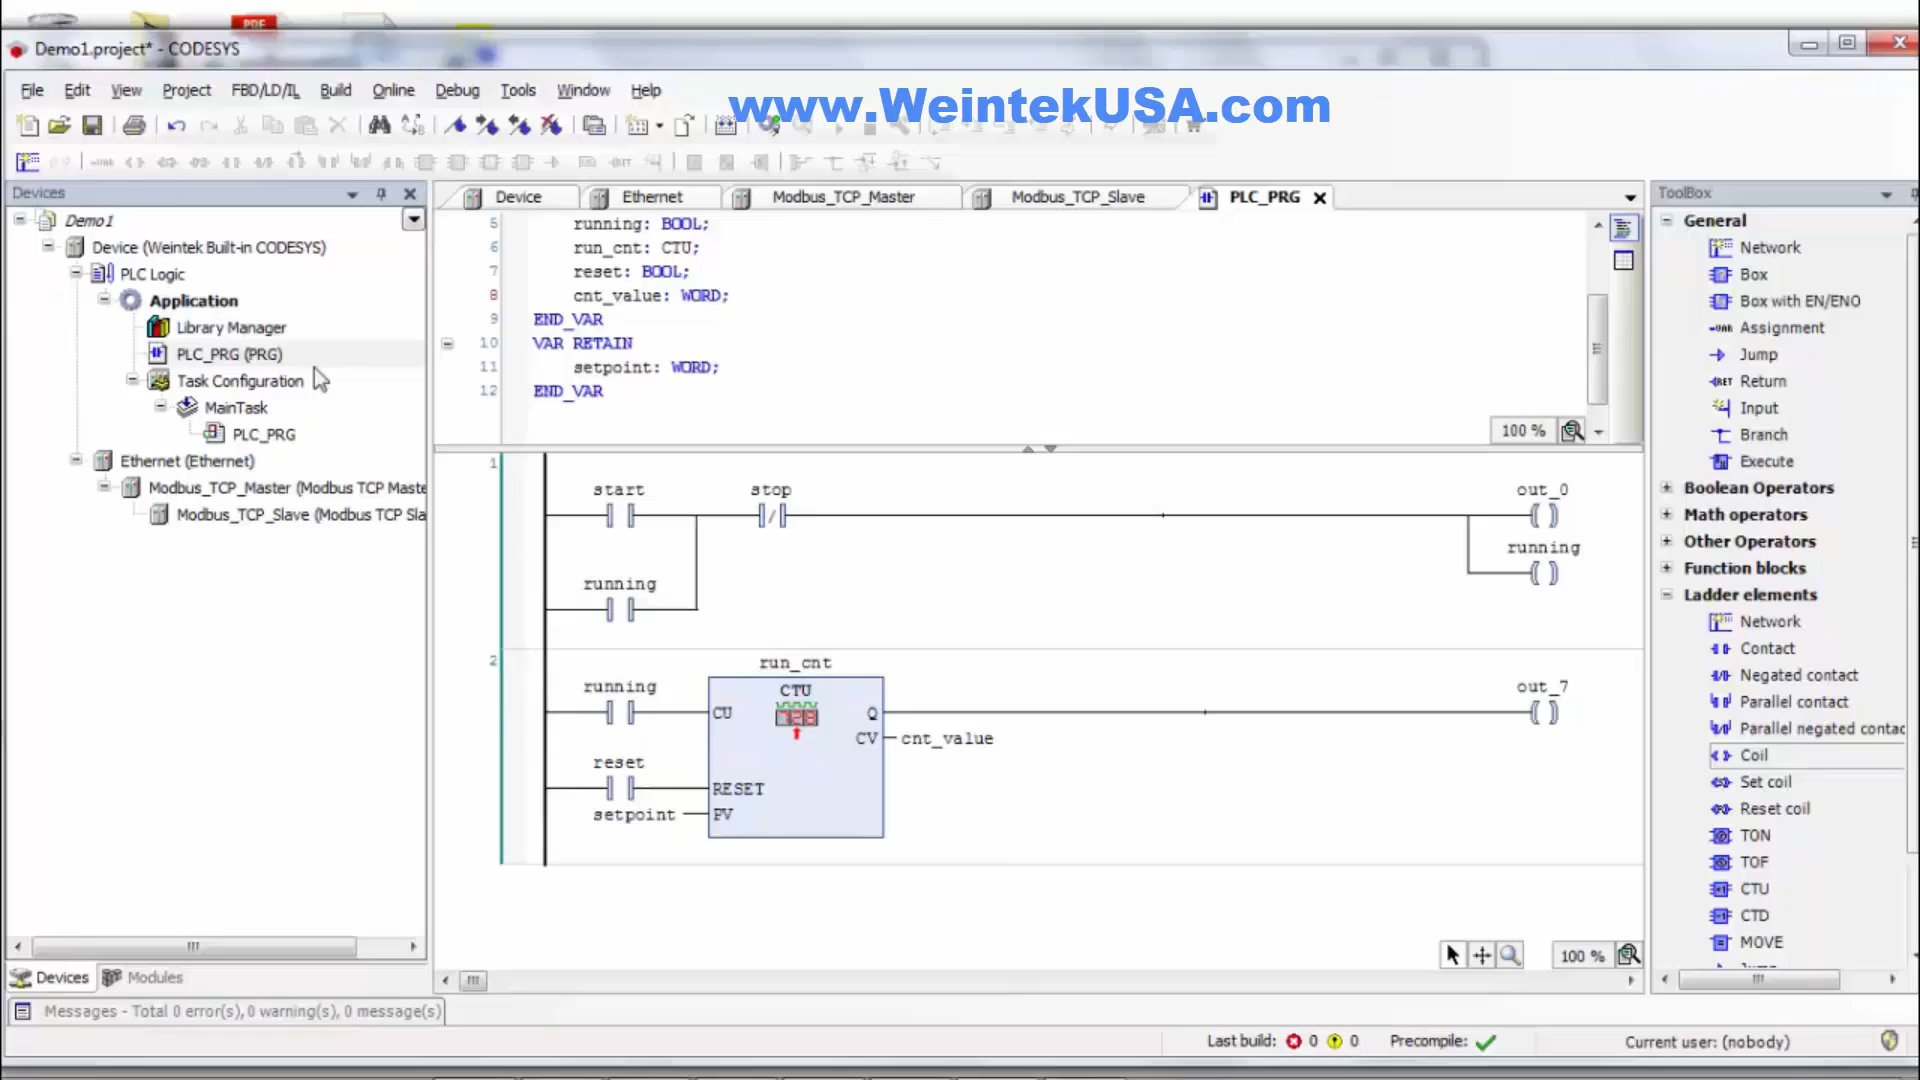 PDF
Demo1.project* - CODESYS
www.WeintekUSA.com
File Edit View Project FBD/LD/IL Build Online Debug Tools Window Help
Devices
Demo1
Device (Weintek Built-in CODESYS)
PLC Logic
Application
Library Manager
PLC_PRG (PRG)
Task Configuration
MainTask
PLC_PRG
Ethernet (Ethernet)
Modbus_TCP_Master (Modbus TCP Maste
Modbus_TCP_Slave (Modbus TCP Sla
Devices Modules
Device Ethernet Modbus_TCP_Master Modbus_TCP_Slave PLC_PRG
5 running: BOOL;
6 run_cnt: CTU;
7 reset: BOOL;
8 cnt_value: WORD;
9 END_VAR
10 VAR RETAIN
11 setpoint: WORD;
12 END_VAR
100 %
1
start stop out_0
running
running
2
run_cnt
running CTU out_7
CU Q
CV cnt_value
reset
RESET
setpoint PV
100 %
ToolBox
General
Network
Box
Box with EN/ENO
Assignment
Jump
Return
Input
Branch
Execute
Boolean Operators
Math operators
Other Operators
Function blocks
Ladder elements
Network
Contact
Negated contact
Parallel contact
Parallel negated contac
Coil
Set coil
Reset coil
TON
TOF
CTU
CTD
MOVE
Messages - Total 0 error(s), 0 warning(s), 0 message(s)
Last build: 0 0 Precompile: Current user: (nobody)